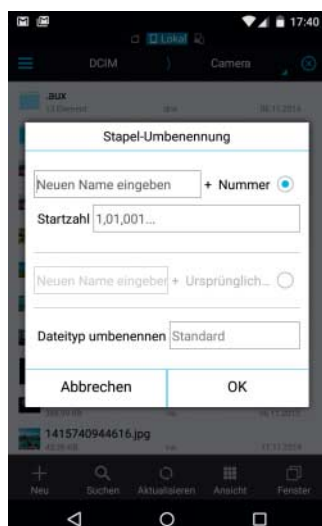 17:40
Lokal
DCIM
Camera
.aux
Stapel-Umbenennung
Neuen Name eingeben + Nummer
Startzahl 1,01,001...
Neuen Name eingeber + Ursprünglich...
Dateityp umbenennen Standard
Abbrechen OK
1415740944616.jpg
Neu Suchen Aktualisieren Ansicht Fenster